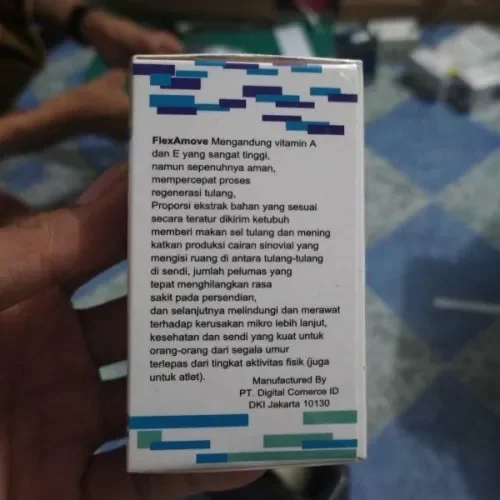 FlexAmove Mengandung vitamin A
dan E yang sangat tinggi,
namun sepenuhnya aman,
mempercepat proses
regenerasi tulang,
Proporsi ekstrak bahan yang sesuai
secara teratur dikirim ketubuh
memberi makan sel tulang dan mening
katkan produksi cairan sinovial yang
mengisi ruang di antara tulang-tulang
di sendi, jumlah pelumas yang
tepat menghilangkan rasa
sakit pada persendian,
dan selanjutnya melindungi dan merawat
terhadap kerusakan mikro lebih lanjut,
kesehatan dan sendi yang kuat untuk
orang-orang dari segala umur
terlepas dari tingkat aktivitas fisik (juga
untuk atlet).
Manufactured By
PT. Digital Comerce ID
DKI Jakarta 10130